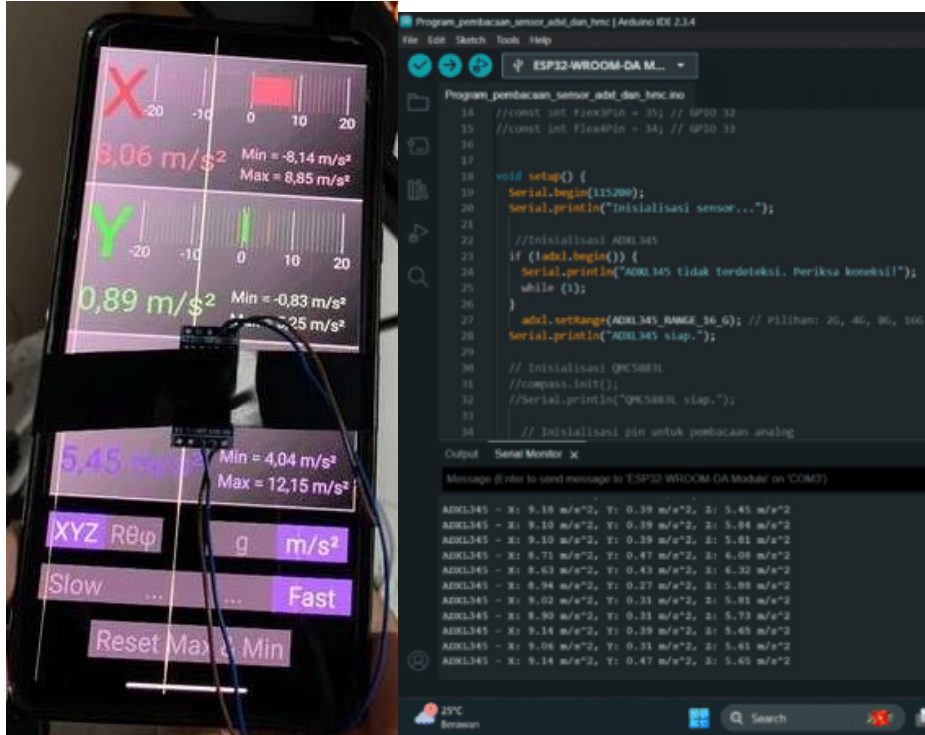 X
-20 -10 0 10 20
8,06 m/s²
Min = -8,14 m/s²
Max = 8,85 m/s²
Y
-20 -10 0 10 20
0,89 m/s²
Min = -0,83 m/s²
5,45
Min = 4,04 m/s²
Max = 12,15 m/s²
XYZ Rθφ g m/s²
Slow ... ... Fast
Reset Max & Min
Program_pembacaan_sensor_adxl_dan_hmc | Arduino IDE 2.3.4
File Edit Sketch Tools Help
ESP32-WROOM-DA M...
Program_pembacaan_sensor_adxl_dan_hmc.ino
14 //const int flex3Pin = 35; // GPIO 32
15 //const int flex4Pin = 34; // GPIO 33
16
17
18 void setup() {
19 Serial.begin(115200);
20 Serial.println("Inisialisasi sensor...");
21
22 //Inisialisasi ADXL345
23 if (!adxl.begin()) {
24 Serial.println("ADXL345 tidak terdeteksi. Periksa koneksi!");
25 while (1);
26 }
27 adxl.setRange(ADXL345_RANGE_16_G); // Pilihan: 2G, 4G, 8G, 16G
28 Serial.println("ADXL345 siap.");
29
30 // Inisialisasi QMC5883L
31 //compass.init();
32 //Serial.println("QMC5883L siap.");
33
34 // Inisialisasi pin untuk pembacaan analog
Output Serial Monitor x
Message (Enter to send message to 'ESP32-WROOM-DA Module' on 'COM3')
ADXL345 - X: 9.18 m/s^2, Y: 0.39 m/s^2, Z: 5.45 m/s^2
ADXL345 - X: 9.10 m/s^2, Y: 0.39 m/s^2, Z: 5.84 m/s^2
ADXL345 - X: 9.10 m/s^2, Y: 0.39 m/s^2, Z: 5.81 m/s^2
ADXL345 - X: 8.71 m/s^2, Y: 0.47 m/s^2, Z: 6.08 m/s^2
ADXL345 - X: 8.63 m/s^2, Y: 0.43 m/s^2, Z: 6.32 m/s^2
ADXL345 - X: 8.94 m/s^2, Y: 0.27 m/s^2, Z: 5.88 m/s^2
ADXL345 - X: 9.02 m/s^2, Y: 0.31 m/s^2, Z: 5.81 m/s^2
ADXL345 - X: 8.90 m/s^2, Y: 0.31 m/s^2, Z: 5.73 m/s^2
ADXL345 - X: 9.14 m/s^2, Y: 0.39 m/s^2, Z: 5.65 m/s^2
ADXL345 - X: 9.06 m/s^2, Y: 0.31 m/s^2, Z: 5.61 m/s^2
ADXL345 - X: 9.14 m/s^2, Y: 0.47 m/s^2, Z: 5.65 m/s^2
25°C
Berawan
Search